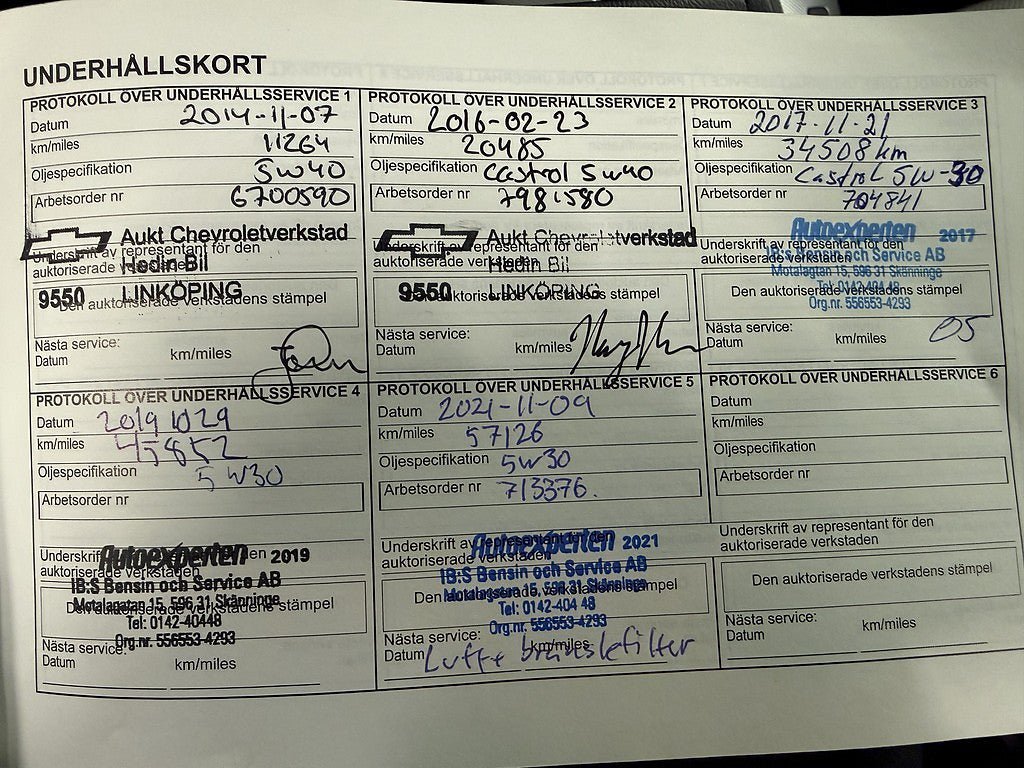 UNDERHÅLLSKORT
PROTOKOLL ÖVER UNDERHÅLLSSERVICE 1
Datum 2014-11-07
km/miles 11264
Oljespecifikation 5W40
Arbetsorder nr 6700590
Aukt Chevroletverkstad
Underskrift av representant för den
auktoriserade verkstaden
Hedin Bil
9550 LINKÖPING
Den auktoriserade verkstadens stämpel
Nästa service:
Datum km/miles
PROTOKOLL ÖVER UNDERHÅLLSSERVICE 2
Datum 2016-02-23
km/miles 20485
Oljespecifikation Castrol 5W40
Arbetsorder nr 7981580
Aukt Chevroletverkstad
Underskrift av representant för den
auktoriserade verkstaden
Hedin Bil
9550 LINKÖPING
Den auktoriserade verkstadens stämpel
Nästa service:
Datum km/miles
PROTOKOLL ÖVER UNDERHÅLLSSERVICE 3
Datum 2017-11-21
km/miles 34508 km
Oljespecifikation Castrol 5W-30
Arbetsorder nr 704841
Autoexperten 2017
Underskrift av representant för den
auktoriserade verkstaden
IB:S Bensin och Service AB
Motalagatan 15, 596 31 Skänninge
Tel: 0142-404 48
Den auktoriserade verkstadens stämpel
Org.nr. 556553-4293
Nästa service:
Datum km/miles
PROTOKOLL ÖVER UNDERHÅLLSSERVICE 4
Datum 2019 1029
km/miles 45852
Oljespecifikation 5W30
Arbetsorder nr
Underskrift av representant för den
auktoriserade verkstaden
Autoexperten 2019
IB:S Bensin och Service AB
Motalagatan 15, 596 31 Skänninge
Den auktoriserade verkstadens stämpel
Tel: 0142-40448
Org.nr. 556553-4293
Nästa service:
Datum km/miles
PROTOKOLL ÖVER UNDERHÅLLSSERVICE 5
Datum 2021-11-09
km/miles 57126
Oljespecifikation 5W30
Arbetsorder nr 713376.
Underskrift av representant för den
auktoriserade verkstaden
Autoexperten 2021
IB:S Bensin och Service AB
Motalagatan 15, 596 31 Skänninge
Den auktoriserade verkstadens stämpel
Tel: 0142-404 48
Org.nr. 556553-4293
Nästa service:
Datum km/miles
Luft bränslefilter
PROTOKOLL ÖVER UNDERHÅLLSSERVICE 6
Datum
km/miles
Oljespecifikation
Arbetsorder nr
Underskrift av representant för den
auktoriserade verkstaden
Den auktoriserade verkstadens stämpel
Nästa service:
Datum km/miles